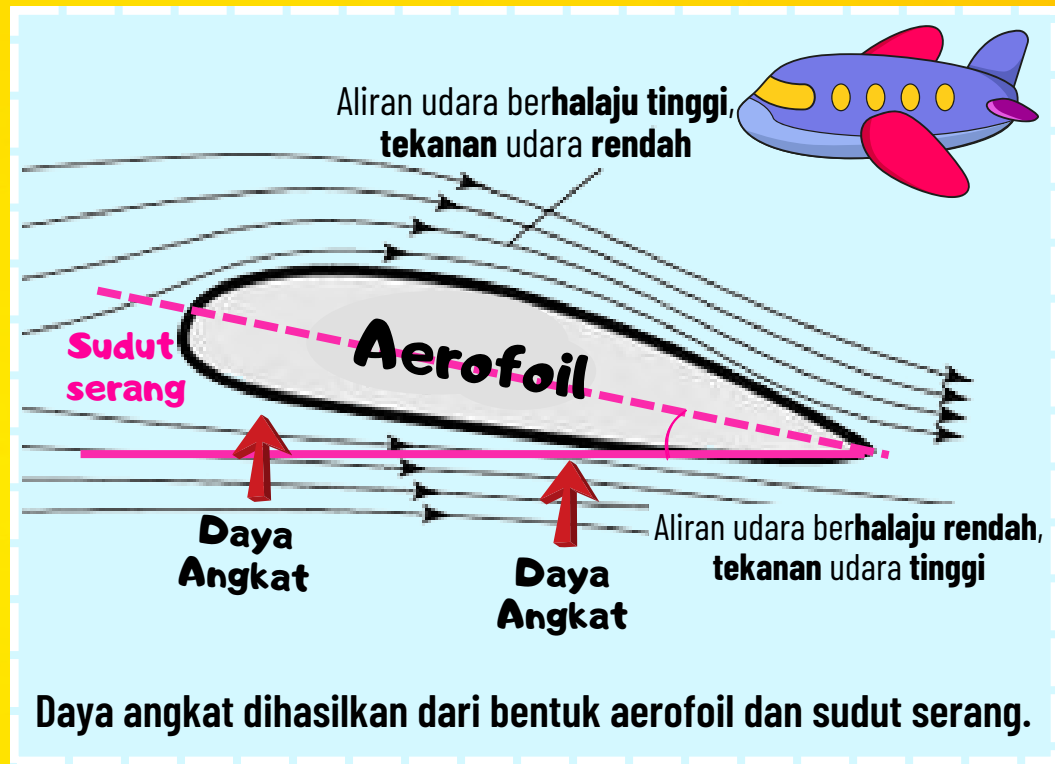 Aliran udara berhalaju tinggi,
tekanan udara rendah
Sudut
serang
Aerofoil
Daya
Angkat
Daya
Angkat
Aliran udara berhalaju rendah,
tekanan udara tinggi
Daya angkat dihasilkan dari bentuk aerofoil dan sudut serang.